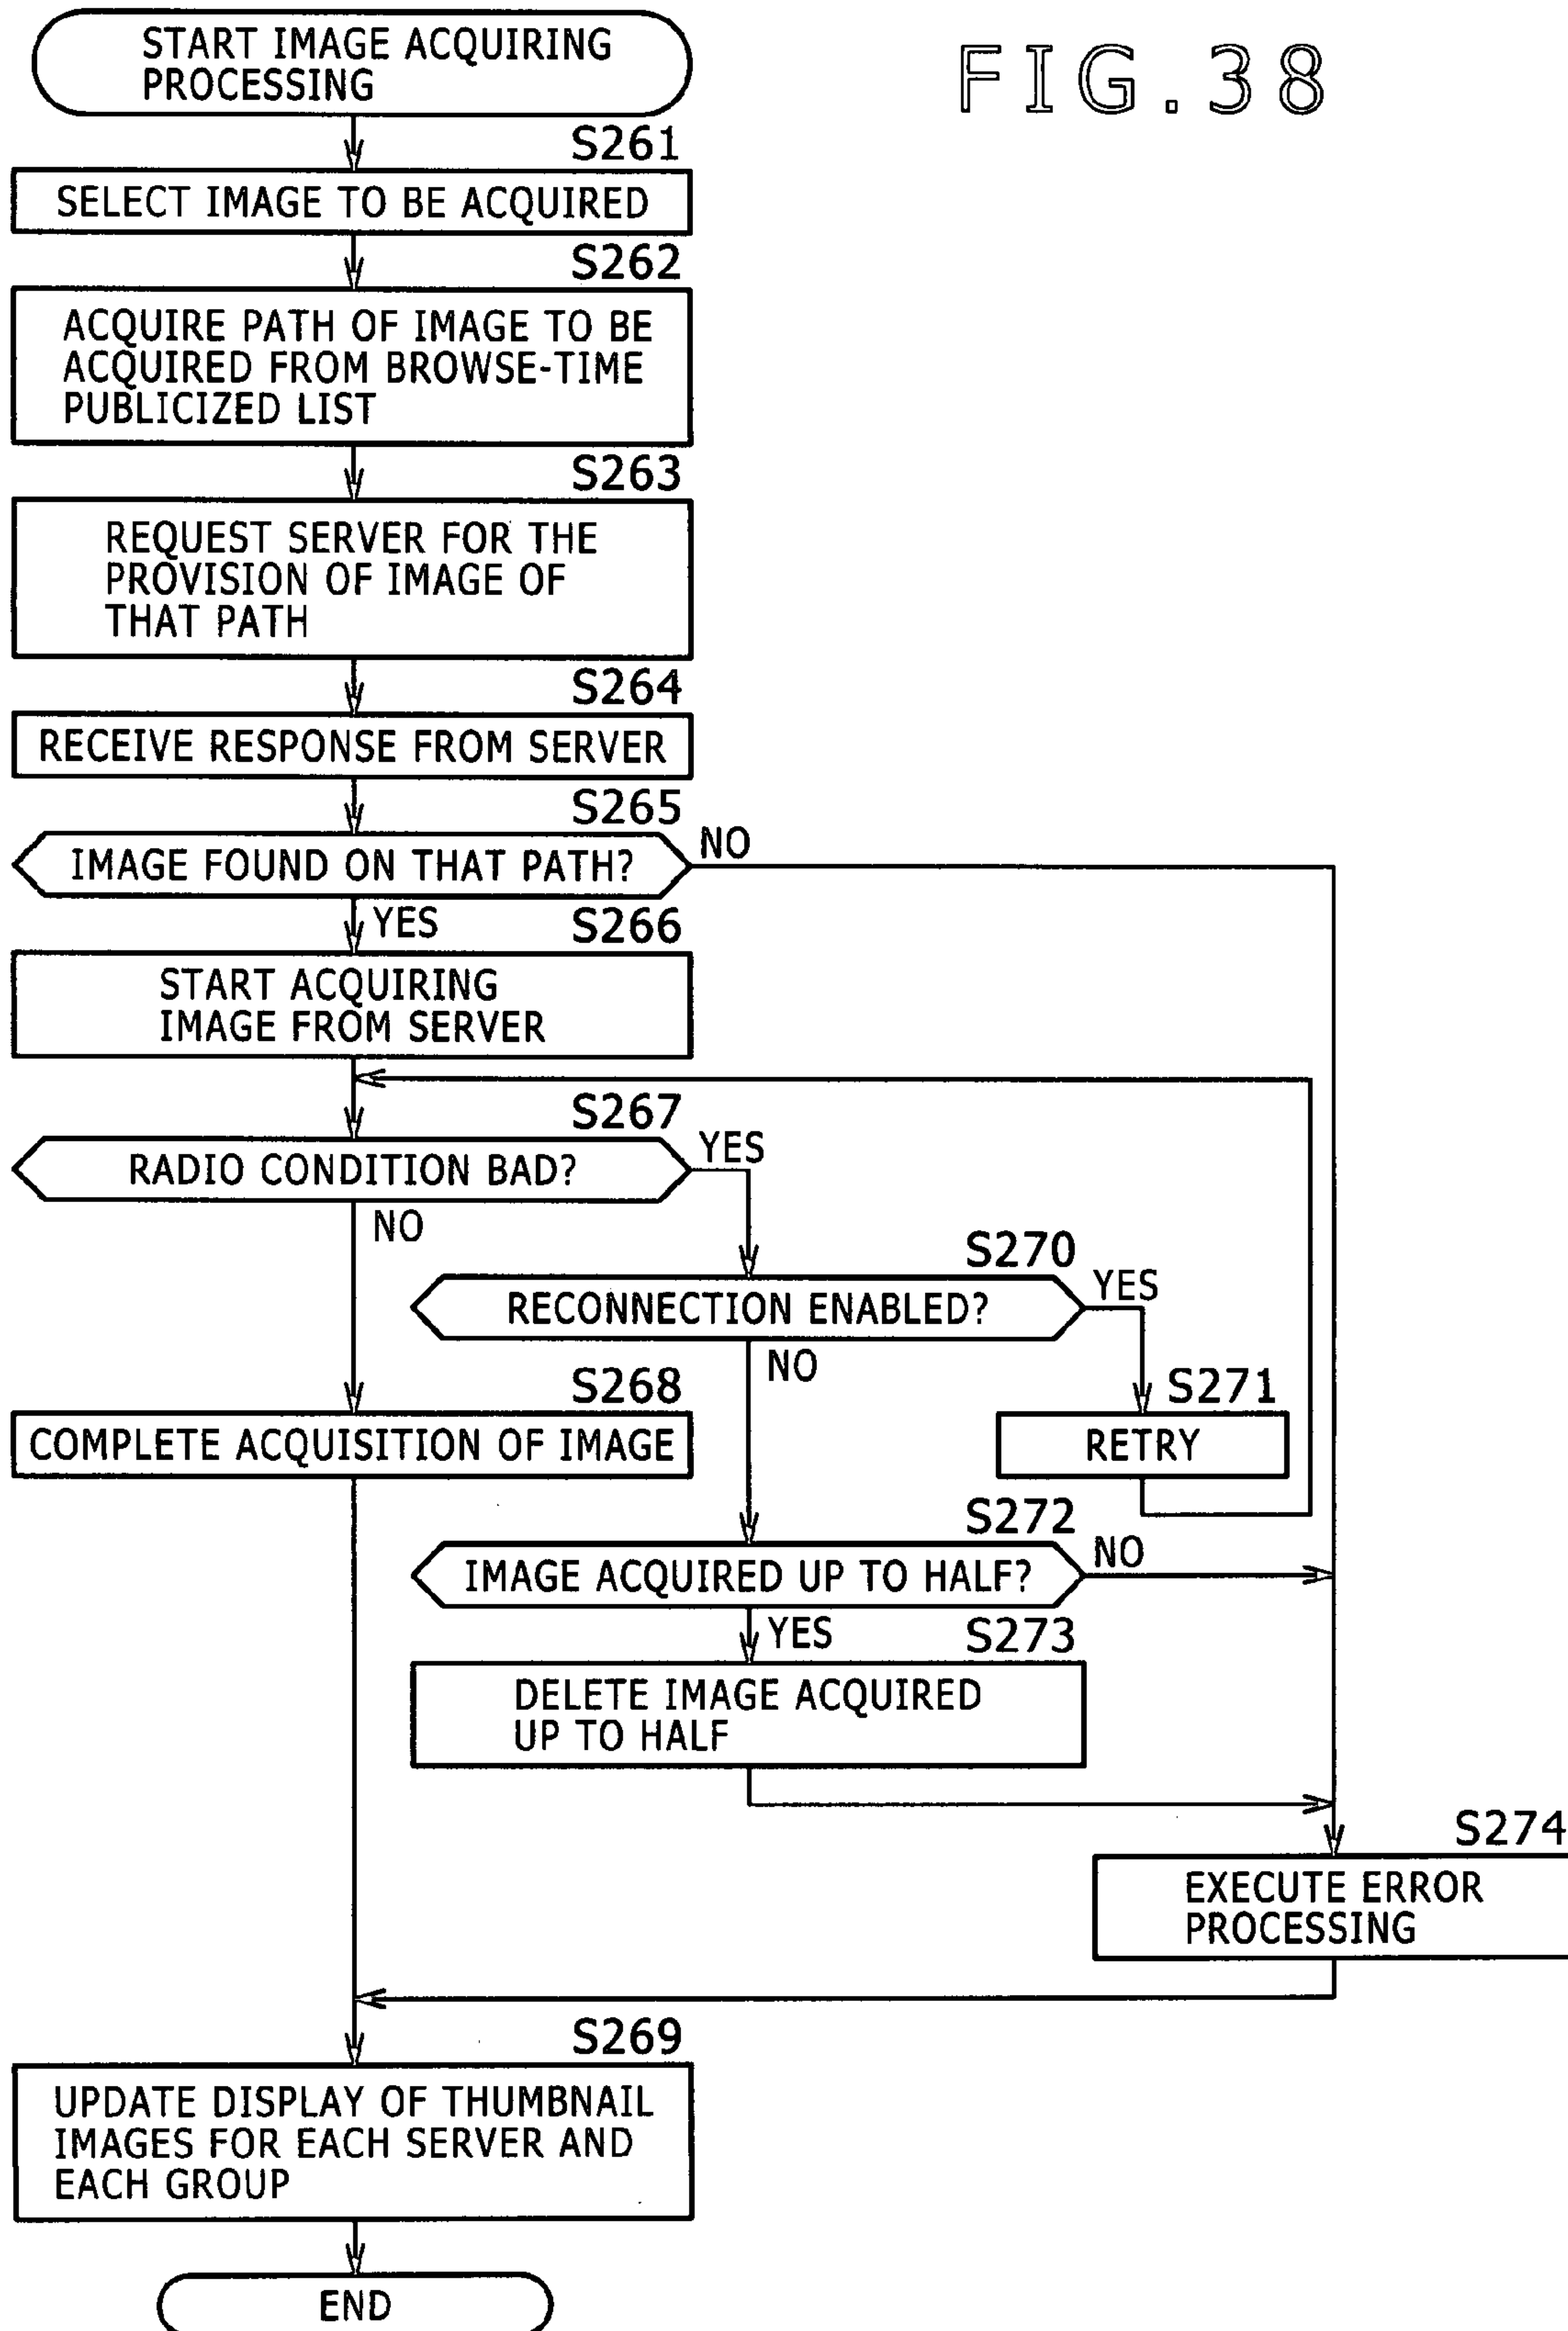 START IMAGE ACQUIRING
PROCESSING
FIG.38
S261
SELECT IMAGE TO BE ACQUIRED
S262
ACQUIRE PATH OF IMAGE TO BE
ACQUIRED FROM BROWSE-TIME
PUBLICIZED LIST
S263
REQUEST SERVER FOR THE
PROVISION OF IMAGE OF
THAT PATH
S264
RECEIVE RESPONSE FROM SERVER
S265
IMAGE FOUND ON THAT PATH?
NO
YES
S266
START ACQUIRING
IMAGE FROM SERVER
S267
RADIO CONDITION BAD?
YES
NO
S270
RECONNECTION ENABLED?
YES
NO
S268
COMPLETE ACQUISITION OF IMAGE
S271
RETRY
S272
IMAGE ACQUIRED UP TO HALF?
NO
YES
S273
DELETE IMAGE ACQUIRED
UP TO HALF
S274
EXECUTE ERROR
PROCESSING
S269
UPDATE DISPLAY OF THUMBNAIL
IMAGES FOR EACH SERVER AND
EACH GROUP
END